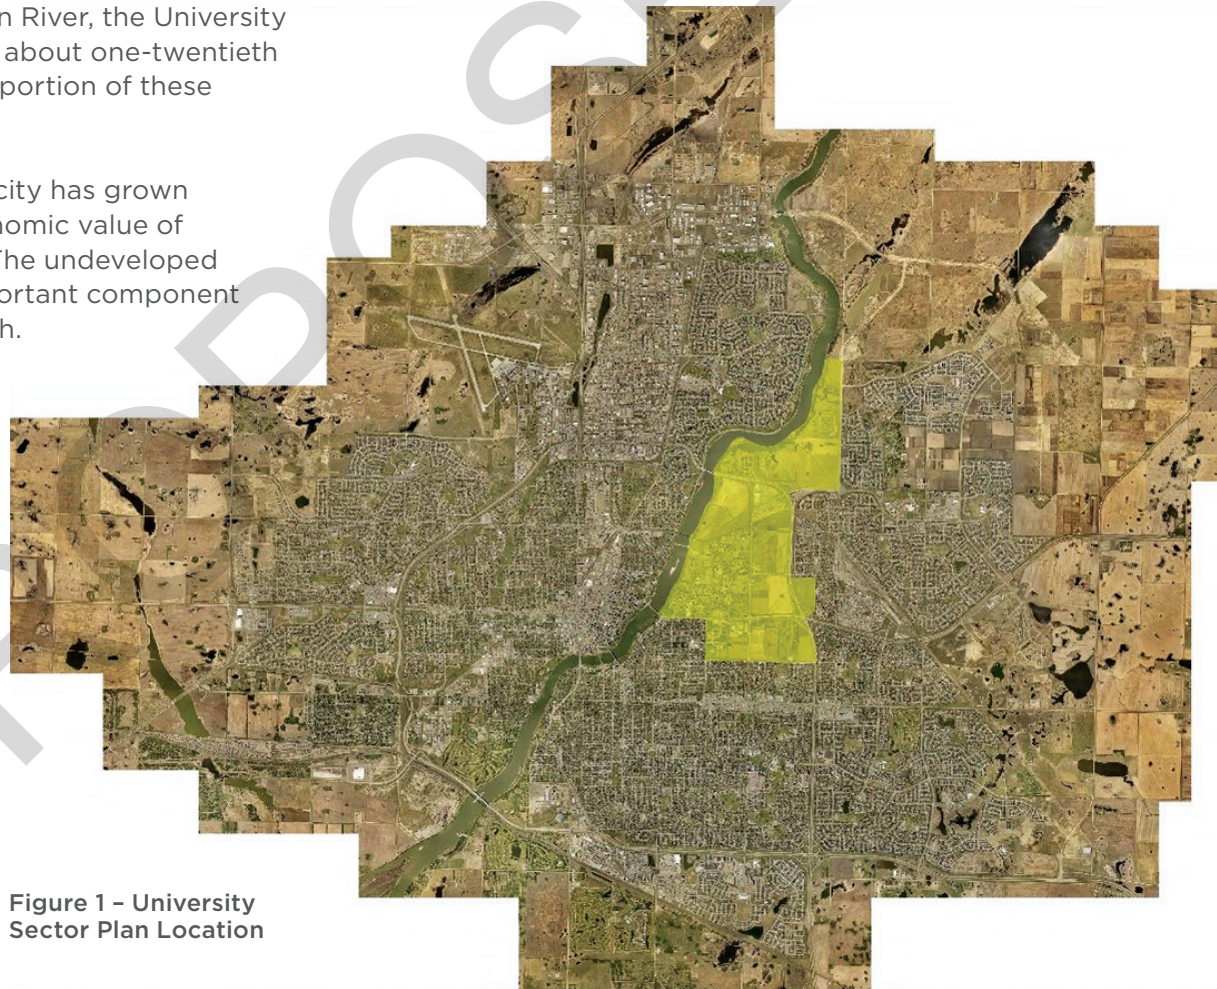 n River, the University
about one-twentieth
portion of these
city has grown
nomic value of
The undeveloped
portant component
h.
Figure 1 – University
Sector Plan Location